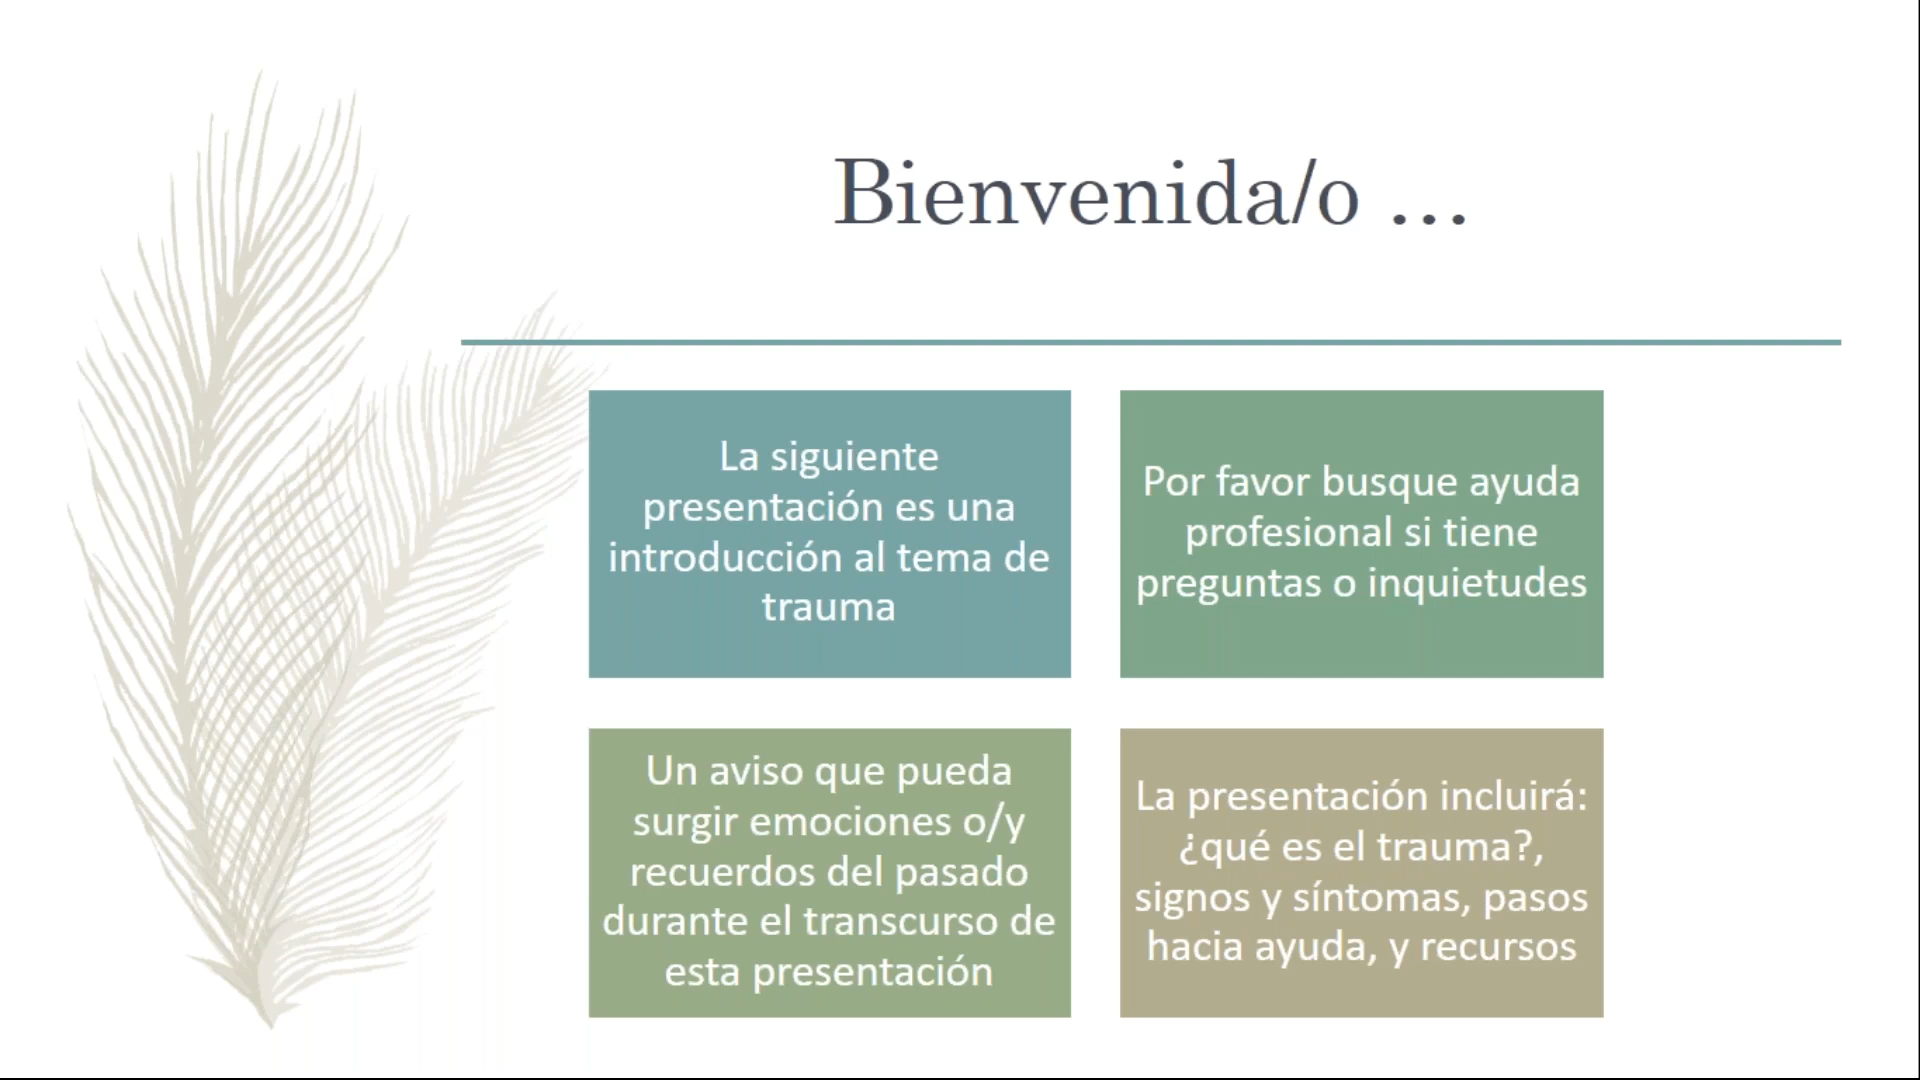 Bienvenida/o ...
La siguiente
presentación es una
introducción al tema de
trauma
Por favor busque ayuda
profesional si tiene
preguntas o inquietudes
Un aviso que pueda
surgir emociones o/y
recuerdos del pasado
durante el transcurso de
esta presentación
La presentación incluirá:
¿qué es el trauma?,
signos y síntomas, pasos
hacia ayuda, y recursos